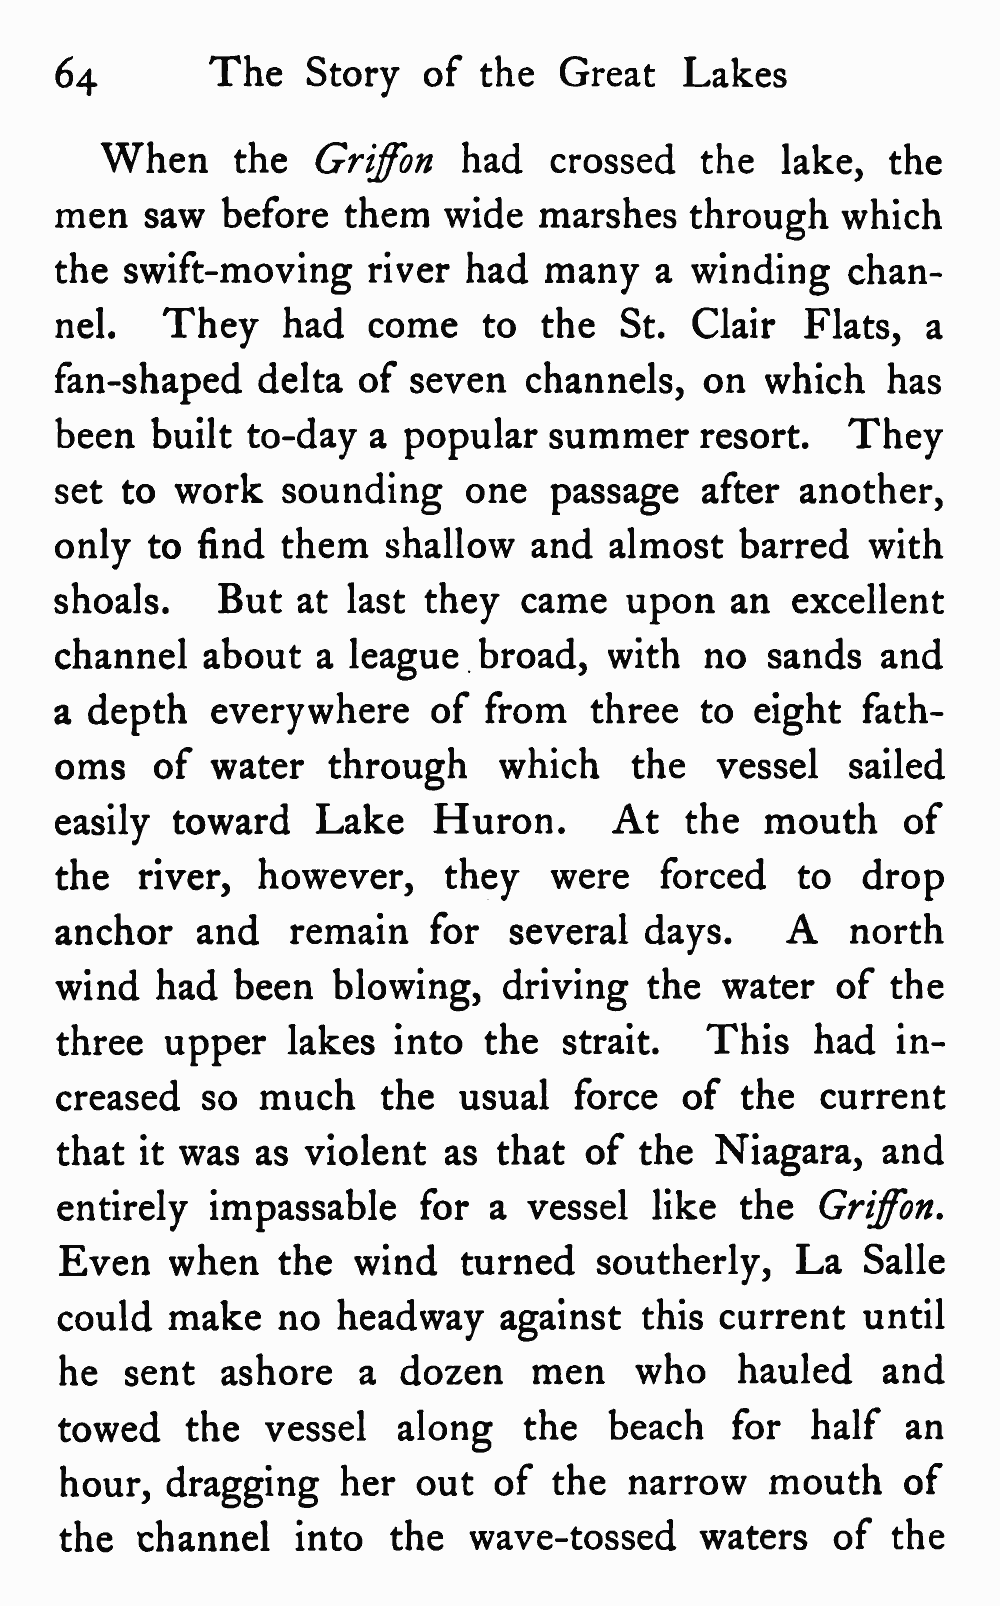 64 The Story of the Great Lakes
When the Griffon had crossed the lake, the
men saw before them wide marshes through which
the swift-moving river had many a winding chan-
nel. They had come to the St. Clair Flats, a
fan-shaped delta of seven channels, on which has
been built to-day a popular summer resort. They
set to work sounding one passage after another,
only to find them shallow and almost barred with
shoals. But at last they came upon an excellent
channel about a league broad, with no sands and
a depth everywhere of from three to eight fath-
oms of water through which the vessel sailed
easily toward Lake Huron. At the mouth of
the river, however, they were forced to drop
anchor and remain for several days. A north
wind had been blowing, driving the water of the
three upper lakes into the strait. This had in-
creased so much the usual force of the current
that it was as violent as that of the Niagara, and
entirely impassable for a vessel like the Griffon.
Even when the wind turned southerly, La Salle
could make no headway against this current until
he sent ashore a dozen men who hauled and
towed the vessel along the beach for half an
hour, dragging her out of the narrow mouth of
the channel into the wave-tossed waters of the